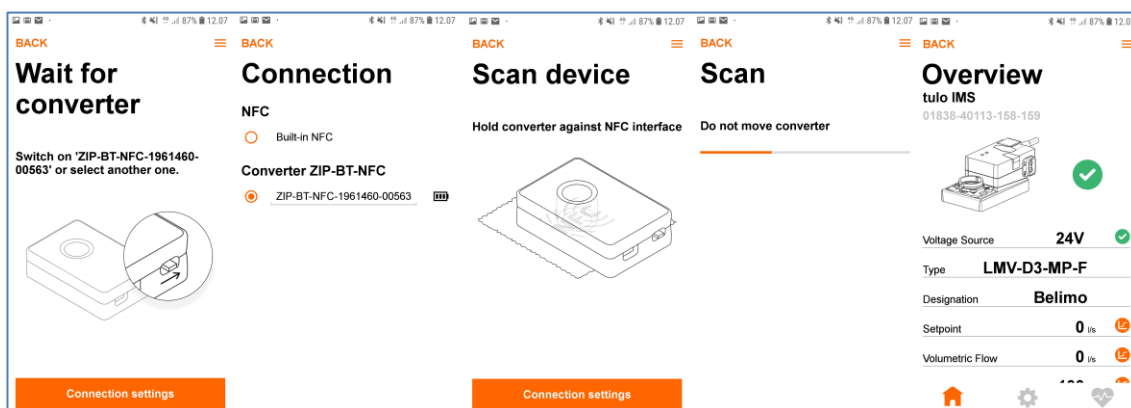 87% 12.07
BACK
Wait for
converter
Switch on 'ZIP-BT-NFC-1961460-
00563' or select another one.
Connection settings
87% 12.07
BACK
Connection
NFC
Built-in NFC
Converter ZIP-BT-NFC
ZIP-BT-NFC-1961460-00563
87% 12.07
BACK
Scan device
Hold converter against NFC interface
Connection settings
87% 12.07
BACK
Scan
Do not move converter
87% 12.0
BACK
Overview
tulo IMS
01838-40113-158-159
Voltage Source 24V
Type LMV-D3-MP-F
Designation Belimo
Setpoint 0 l/s
Volumetric Flow 0 l/s